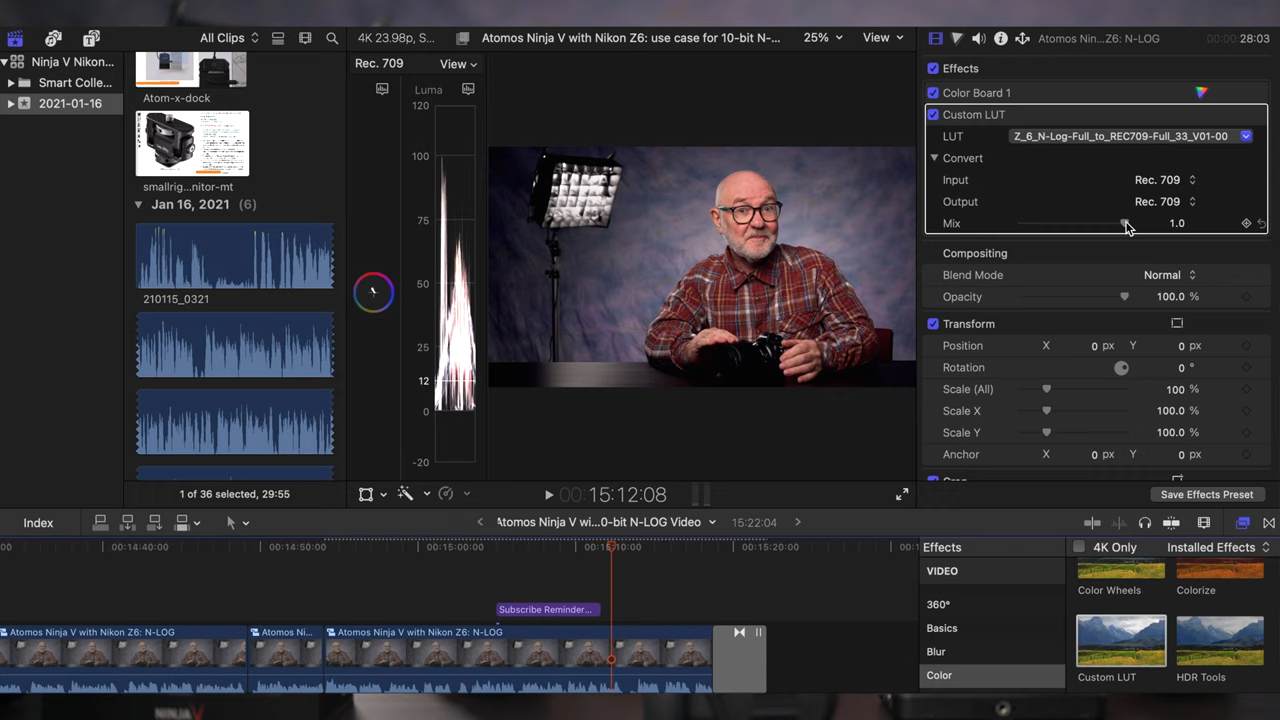 All Clips
4K 23.98p, S...
Atomos Ninja V with Nikon Z6: use case for 10-bit N-...
25%
View
Atomos Nin...Z6: N-LOG
00:00:28:03
Ninja V Nikon...
Smart Colle...
2021-01-16
Atom-x-dock
smallrig...nitor-mt
Jan 16, 2021 (6)
210115_0321
1 of 36 selected, 29:55
Rec. 709
View
Luma
120
100
75
50
25
12
0
-20
00:15:12:08
Effects
Color Board 1
Custom LUT
LUT
Z_6_N-Log-Full_to_REC709-Full_33_V01-00
Convert
Input
Rec. 709
Output
Rec. 709
Mix
1.0
Compositing
Blend Mode
Normal
Opacity
100.0 %
Transform
Position
X
0 px
Y
0 px
Rotation
0 °
Scale (All)
100 %
Scale X
100.0 %
Scale Y
100.0 %
Anchor
X
0 px
Y
0 px
Crop
Save Effects Preset
Index
Atomos Ninja V wi...0-bit N-LOG Video
15:22:04
00:14:40:00
00:14:50:00
00:15:00:00
00:15:10:00
00:15:20:00
Subscribe Reminder...
Atomos Ninja V with Nikon Z6: N-LOG
Atomos Ni...
Atomos Ninja V with Nikon Z6: N-LOG
Effects
4K Only
Installed Effects
VIDEO
360°
Basics
Blur
Color
Color Wheels
Colorize
Custom LUT
HDR Tools
NINJA V